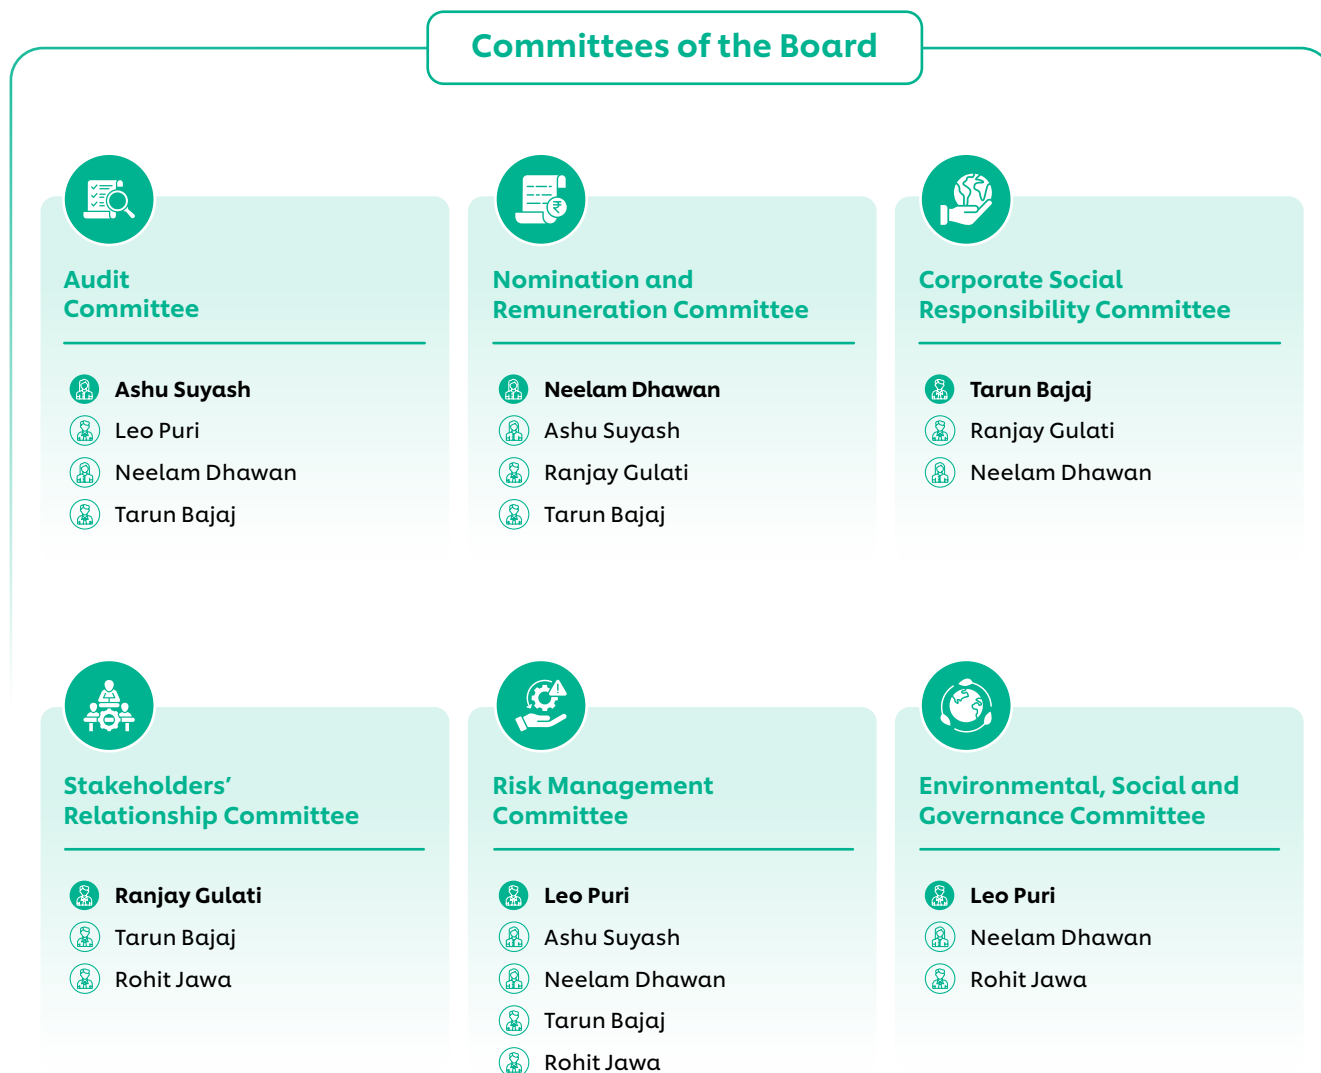 Committees of the Board
Audit
Committee
Ashu Suyash
Leo Puri
Neelam Dhawan
Tarun Bajaj
Nomination and
Remuneration Committee
Neelam Dhawan
Ashu Suyash
Ranjay Gulati
Tarun Bajaj
Corporate Social
Responsibility Committee
Tarun Bajaj
Ranjay Gulati
Neelam Dhawan
Stakeholders’
Relationship Committee
Ranjay Gulati
Tarun Bajaj
Rohit Jawa
Risk Management
Committee
Leo Puri
Ashu Suyash
Neelam Dhawan
Tarun Bajaj
Rohit Jawa
Environmental, Social and
Governance Committee
Leo Puri
Neelam Dhawan
Rohit Jawa